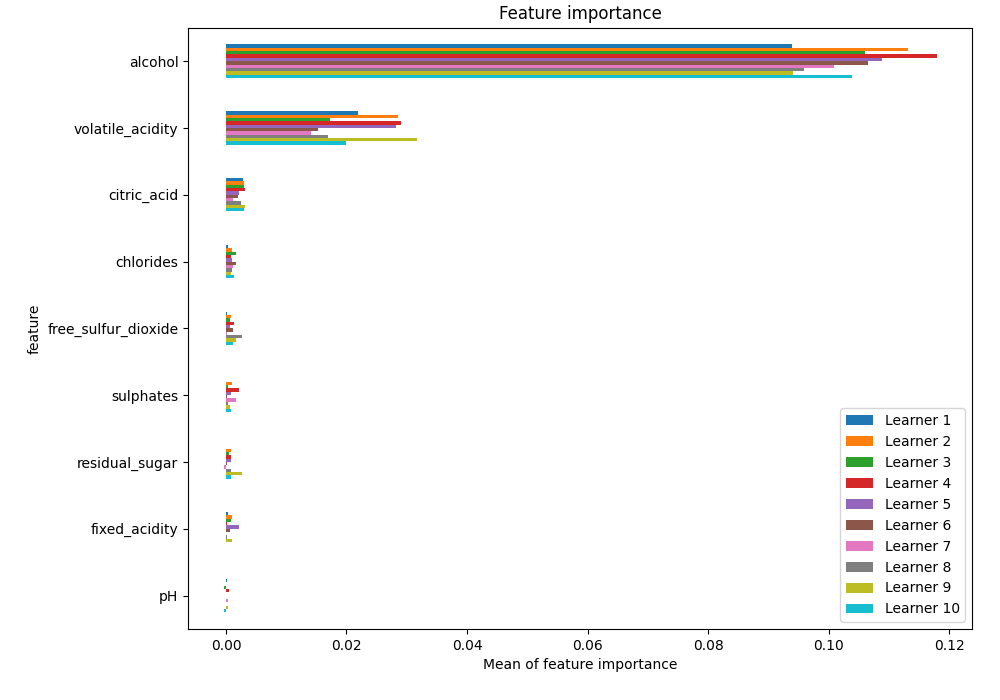 Feature importance
alcohol
volatile_acidity
citric_acid
chlorides
free_sulfur_dioxide
sulphates
residual_sugar
fixed_acidity
pH
feature
0.00 0.02 0.04 0.06 0.08 0.10 0.12
Mean of feature importance
Learner 1
Learner 2
Learner 3
Learner 4
Learner 5
Learner 6
Learner 7
Learner 8
Learner 9
Learner 10